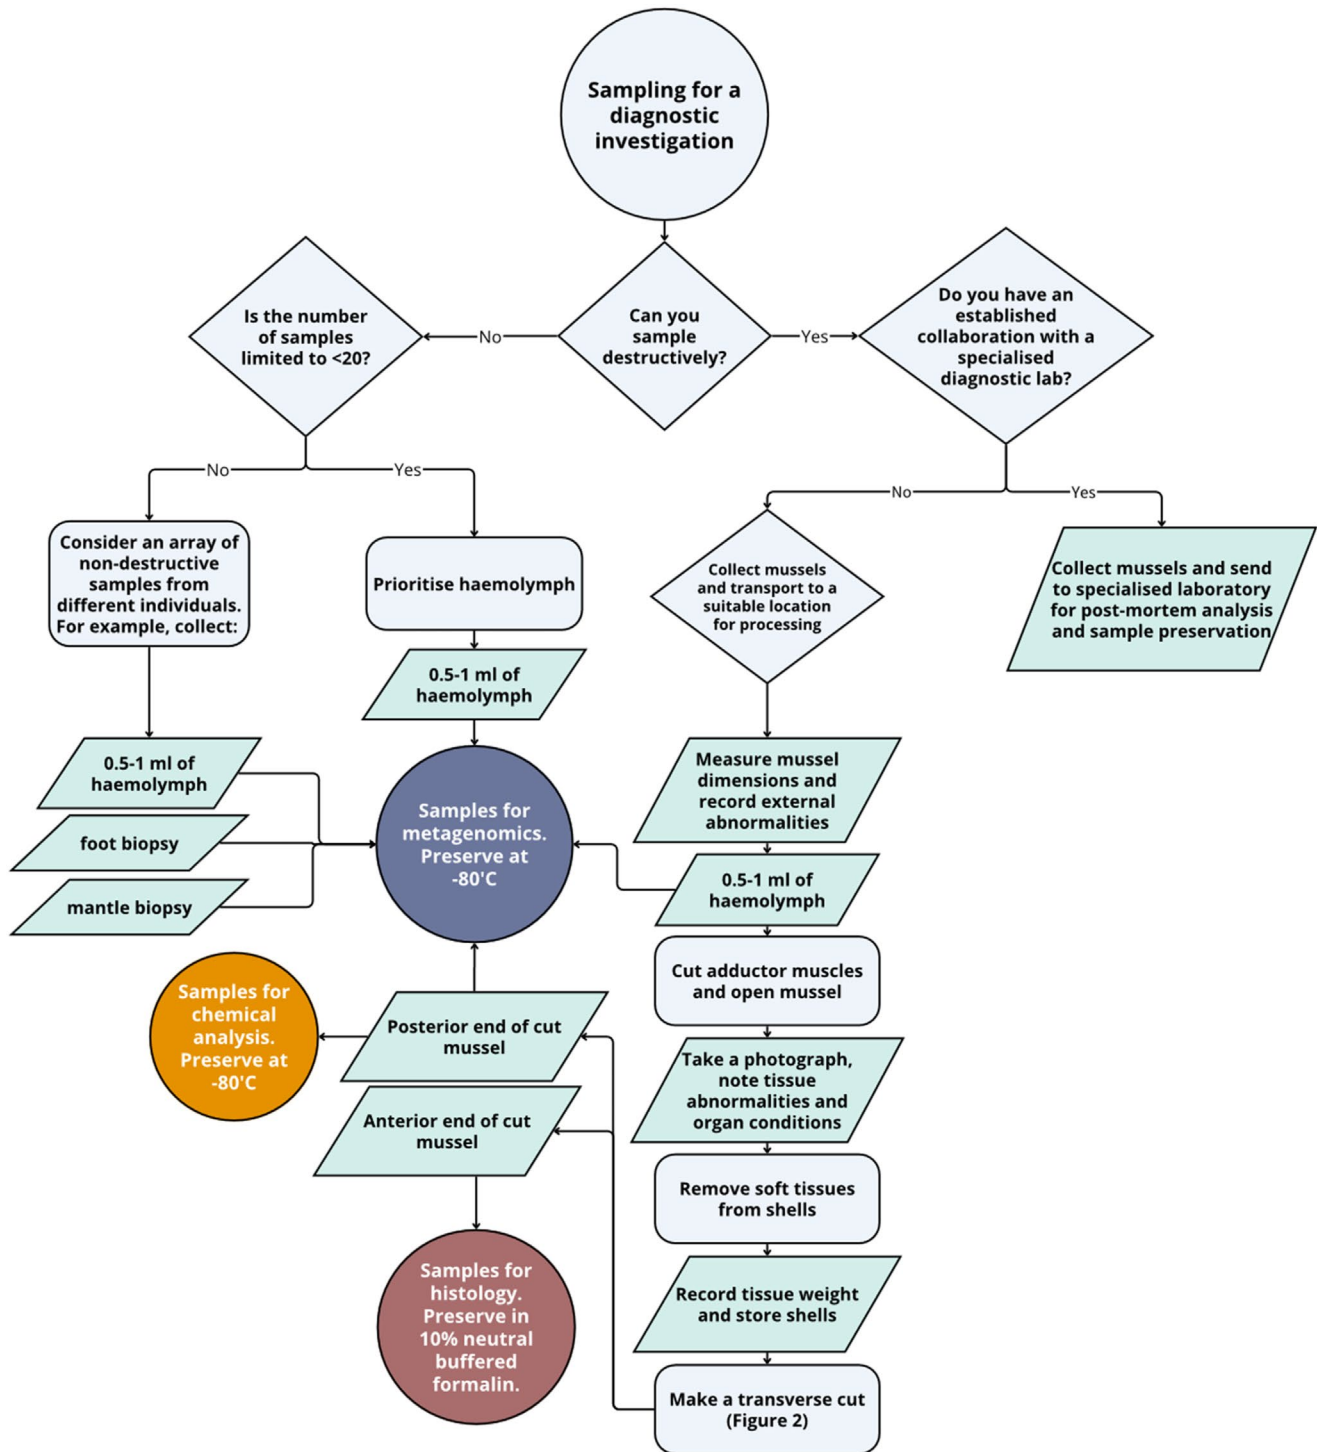 Sampling for a
diagnostic
investigation
Is the number
of samples
limited to <20?
No
Can you
sample
destructively?
Yes
Do you have an
established
collaboration with a
specialised
diagnostic lab?
No
Yes
No
Yes
Consider an array of
non-destructive
samples from
different individuals.
For example, collect:
Prioritise haemolymph
Collect mussels
and transport to a
suitable location
for processing
Collect mussels and send
to specialised laboratory
for post-mortem analysis
and sample preservation
0.5-1 ml of
haemolymph
0.5-1 ml of
haemolymph
foot biopsy
mantle biopsy
Samples for
metagenomics.
Preserve at
-80'C
Measure mussel
dimensions and
record external
abnormalities
0.5-1 ml of
haemolymph
Cut adductor muscles
and open mussel
Samples for
chemical
analysis.
Preserve at
-80'C
Posterior end of cut
mussel
Take a photograph,
note tissue
abnormalities and
organ conditions
Anterior end of cut
mussel
Remove soft tissues
from shells
Samples for
histology.
Preserve in
10% neutral
buffered
formalin.
Record tissue weight
and store shells
Make a transverse cut
(Figure 2)